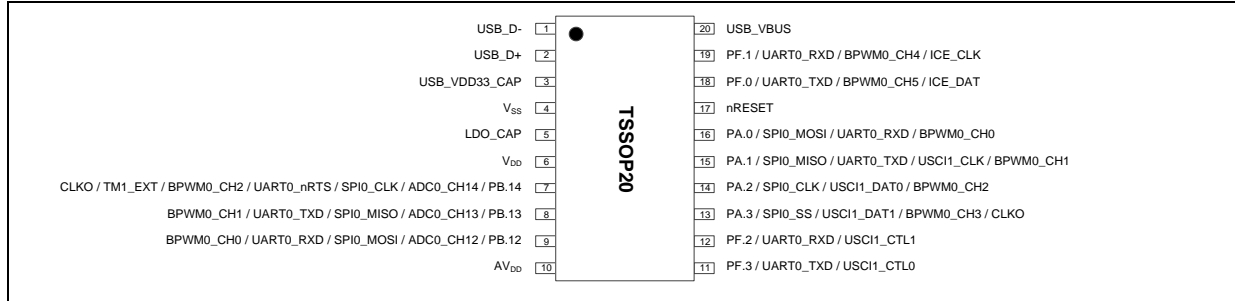 USB_D- 1 20 USB_VBUS
USB_D+ 2 19 PF.1 / UART0_RXD / BPWM0_CH4 / ICE_CLK
USB_VDD33_CAP 3 18 PF.0 / UART0_TXD / BPWM0_CH5 / ICE_DAT
VSS 4 17 nRESET
LDO_CAP 5 16 PA.0 / SPI0_MOSI / UART0_RXD / BPWM0_CH0
VDD 6 15 PA.1 / SPI0_MISO / UART0_TXD / USCI1_CLK / BPWM0_CH1
CLKO / TM1_EXT / BPWM0_CH2 / UART0_nRTS / SPI0_CLK / ADC0_CH14 / PB.14 7 14 PA.2 / SPI0_CLK / USCI1_DAT0 / BPWM0_CH2
BPWM0_CH1 / UART0_TXD / SPI0_MISO / ADC0_CH13 / PB.13 8 13 PA.3 / SPI0_SS / USCI1_DAT1 / BPWM0_CH3 / CLKO
BPWM0_CH0 / UART0_RXD / SPI0_MOSI / ADC0_CH12 / PB.12 9 12 PF.2 / UART0_RXD / USCI1_CTL1
AVDD 10 11 PF.3 / UART0_TXD / USCI1_CTL0
TSSOP20